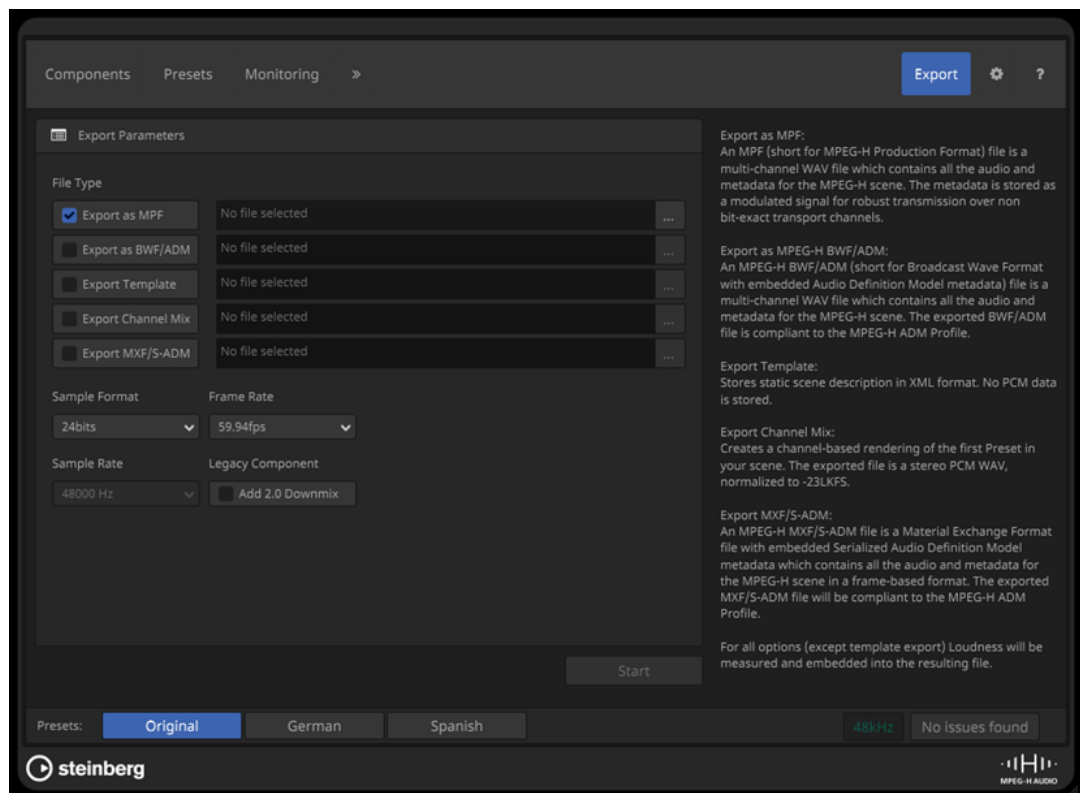 Components Presets Monitoring » Export ?
Export Parameters
File Type
Export as MPF No file selected ...
Export as BWF/ADM No file selected ...
Export Template No file selected ...
Export Channel Mix No file selected ...
Export MXF/S-ADM No file selected ...
Sample Format Frame Rate
24bits 59.94fps
Sample Rate Legacy Component
48000 Hz Add 2.0 Downmix
Start
Export as MPF:
An MPF (short for MPEG-H Production Format) file is a
multi-channel WAV file which contains all the audio and
metadata for the MPEG-H scene. The metadata is stored as
a modulated signal for robust transmission over non
bit-exact transport channels.
Export as MPEG-H BWF/ADM:
An MPEG-H BWF/ADM (short for Broadcast Wave Format
with embedded Audio Definition Model metadata) file is a
multi-channel WAV file which contains all the audio and
metadata for the MPEG-H scene. The exported BWF/ADM
file is compliant to the MPEG-H ADM Profile.
Export Template:
Stores static scene description in XML format. No PCM data
is stored.
Export Channel Mix:
Creates a channel-based rendering of the first Preset in
your scene. The exported file is a stereo PCM WAV,
normalized to -23LKFS.
Export MXF/S-ADM:
An MPEG-H MXF/S-ADM file is a Material Exchange Format
file with embedded Serialized Audio Definition Model
metadata which contains all the audio and metadata for
the MPEG-H scene in a frame-based format. The exported
MXF/S-ADM file will be compliant to the MPEG-H ADM
Profile.
For all options (except template export) Loudness will be
measured and embedded into the resulting file.
Presets: Original German Spanish 48kHz No issues found
steinberg
MPEG-H AUDIO